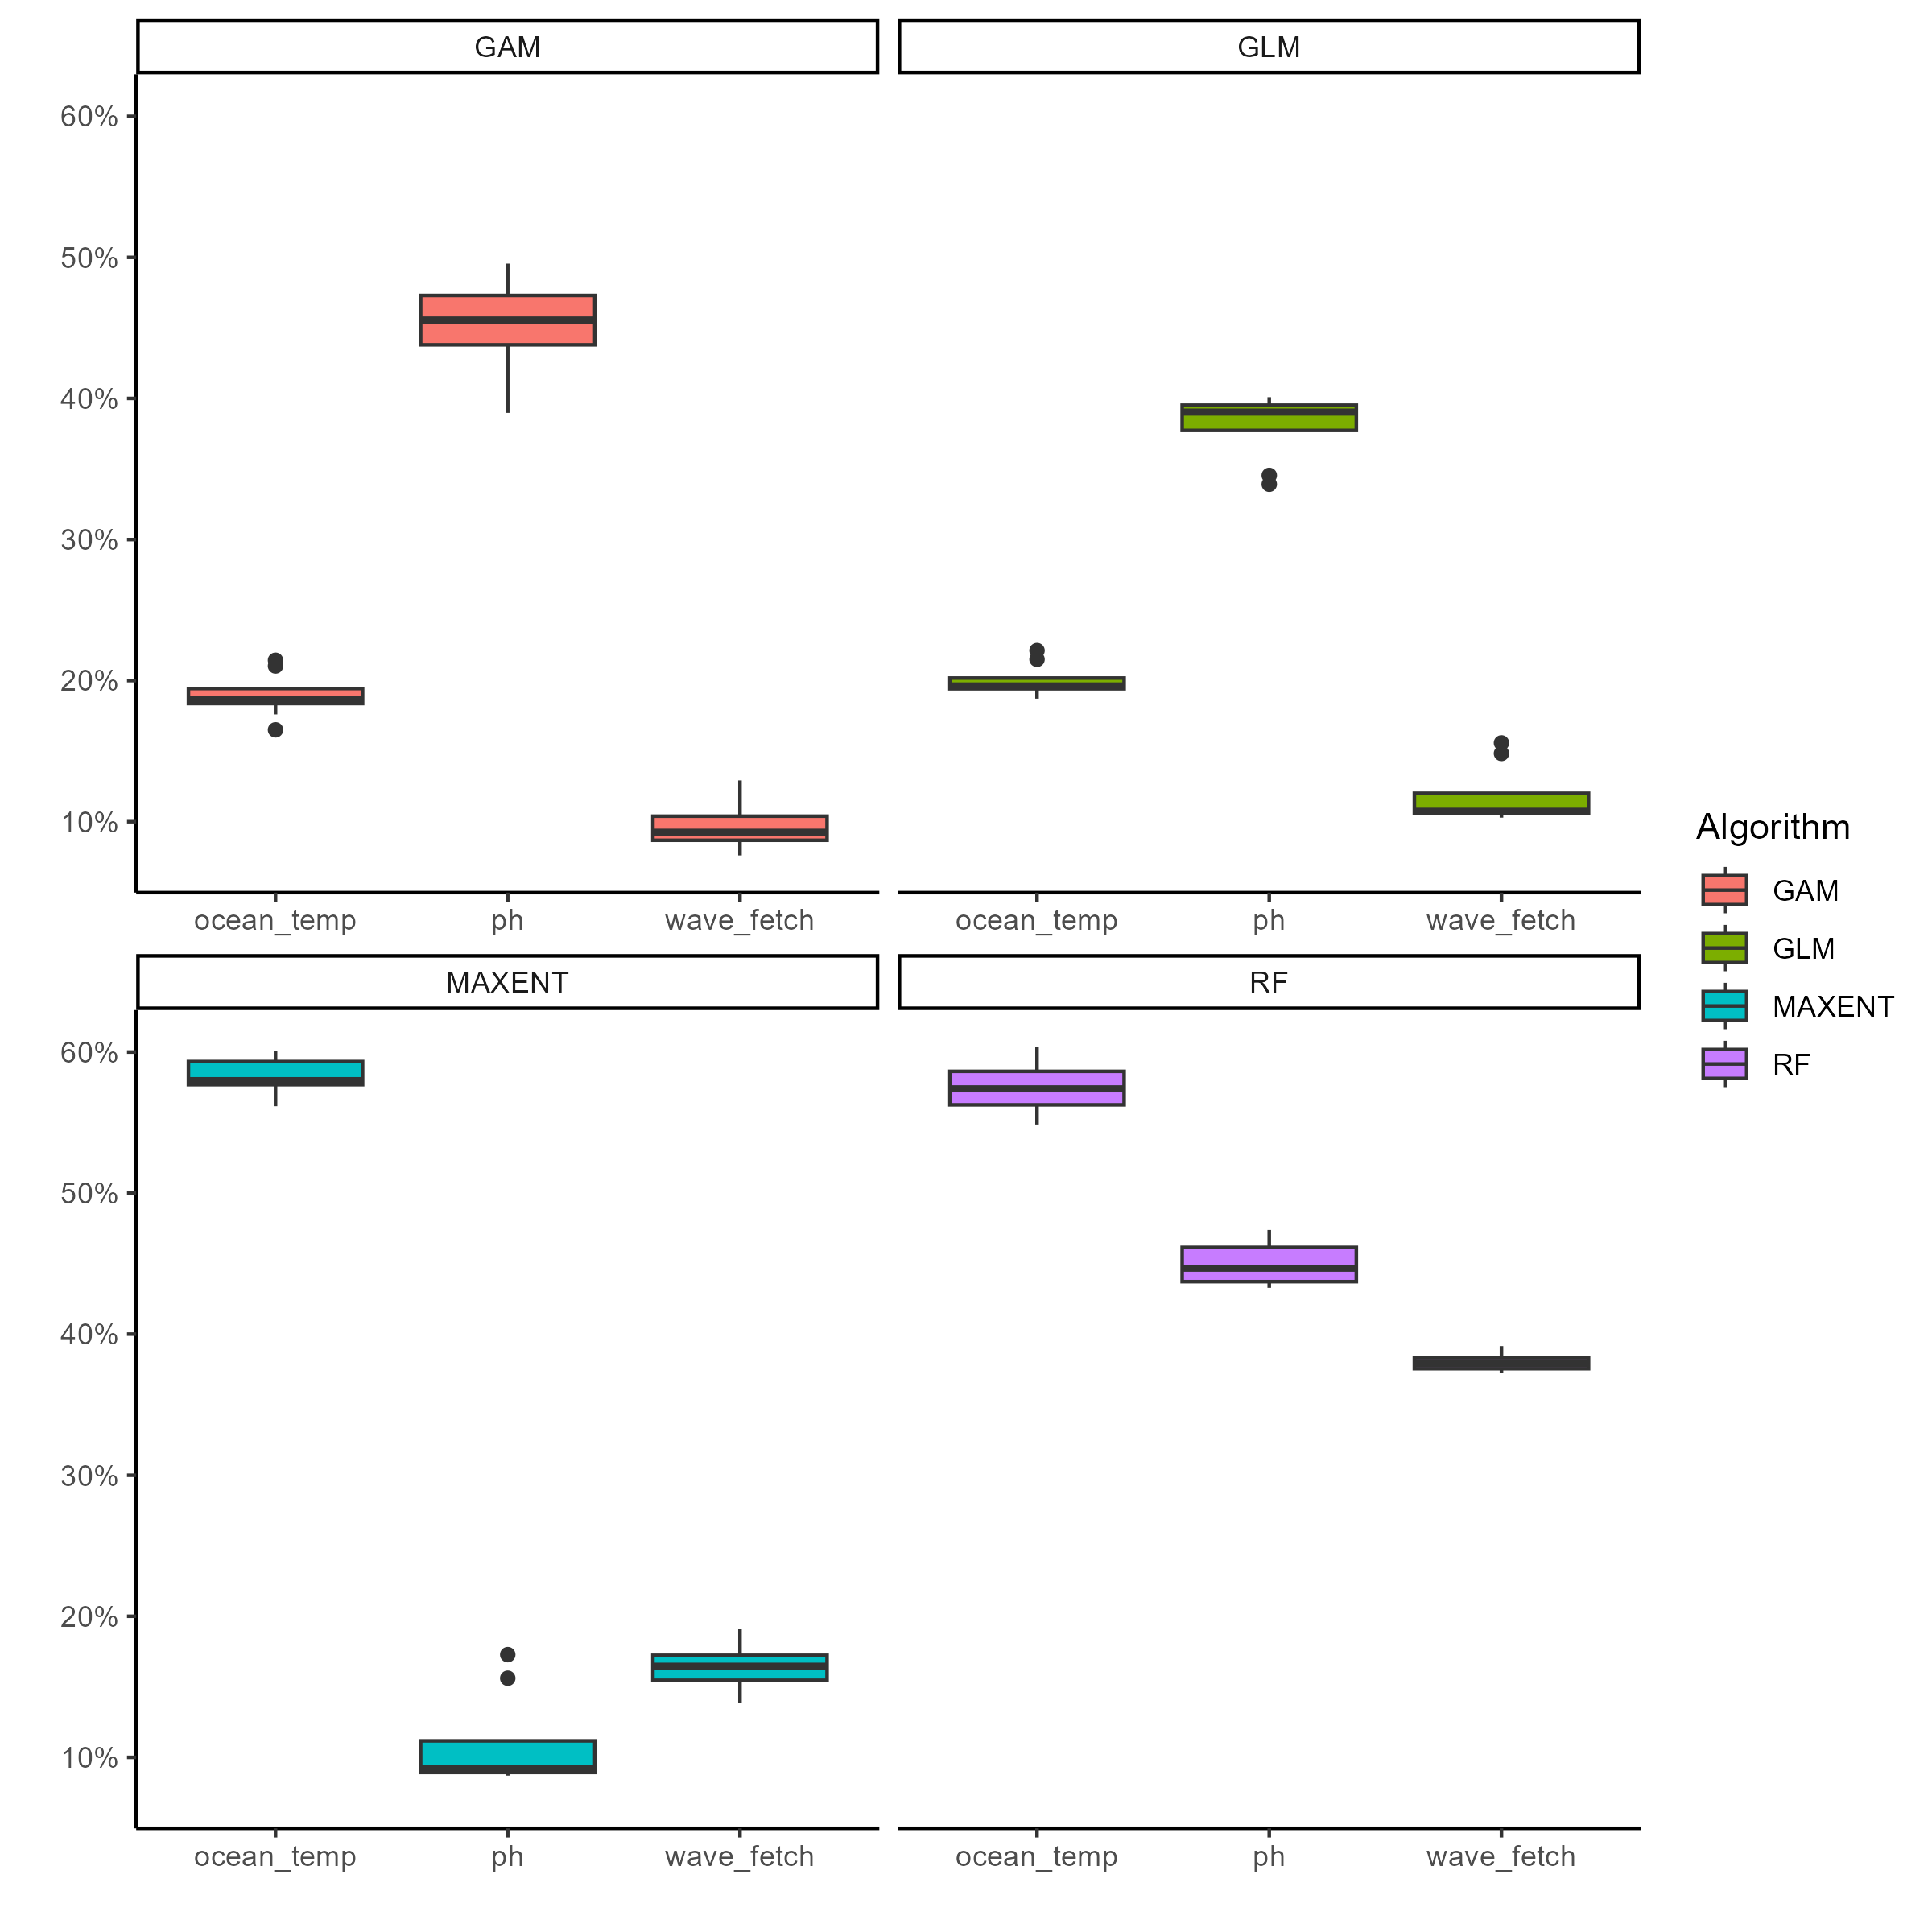 GAM
GLM
60%
50%
40%
30%
20%
10%
ocean_temp ph wave_fetch
ocean_temp ph wave_fetch
MAXENT
RF
60%
50%
40%
30%
20%
10%
ocean_temp ph wave_fetch
ocean_temp ph wave_fetch
Algorithm
GAM
GLM
MAXENT
RF